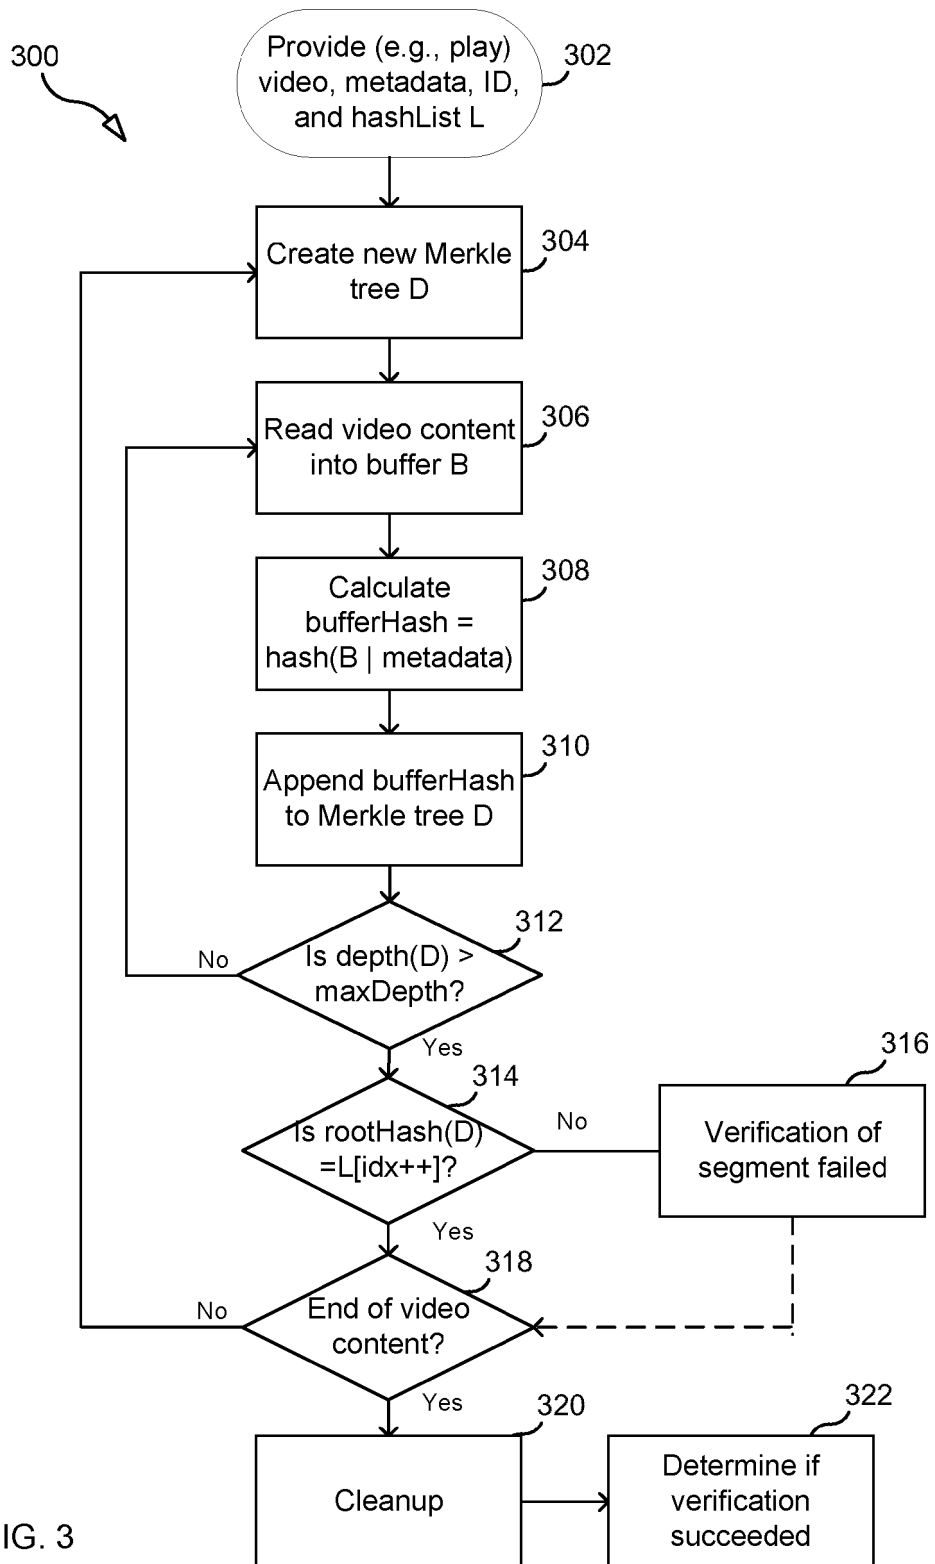 300
Provide (e.g., play)
video, metadata, ID,
and hashList L
302
Create new Merkle
tree D
304
Read video content
into buffer B
306
Calculate
bufferHash =
hash(B | metadata)
308
Append bufferHash
to Merkle tree D
310
Is depth(D) >
maxDepth?
312
No
Yes
Is rootHash(D)
=L[idx++]?
314
No
Verification of
segment failed
316
Yes
End of video
content?
318
No
Yes
Cleanup
320
Determine if
verification
succeeded
322
IG. 3